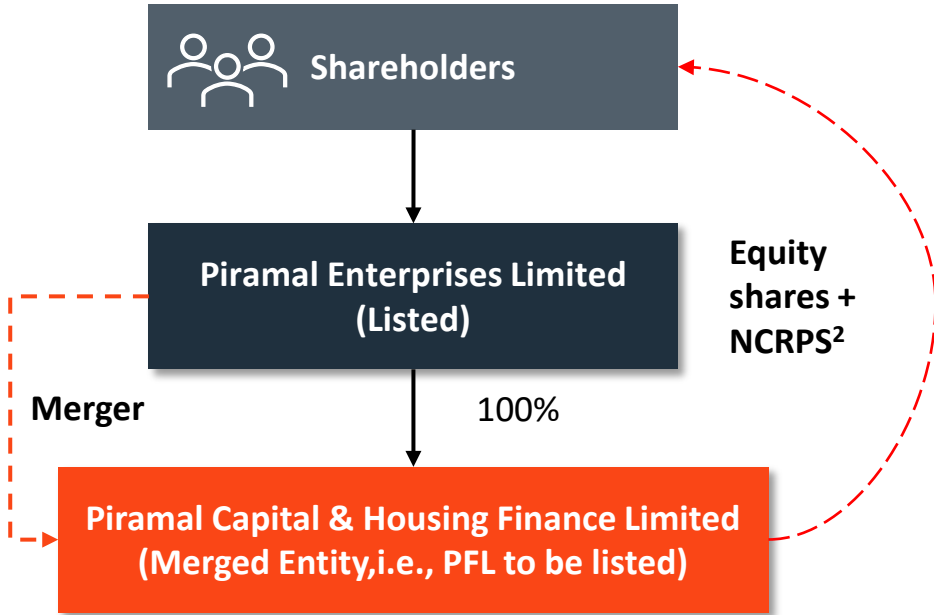 Shareholders
Piramal Enterprises Limited
(Listed)
Equity
shares +
NCRPS²
Merger
100%
Piramal Capital & Housing Finance Limited
(Merged Entity,i.e., PFL to be listed)